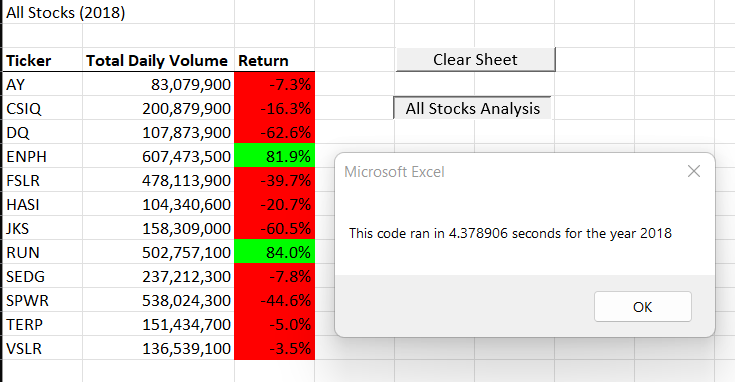 All Stocks (2018)
Ticker Total Daily Volume Return
AY 83,079,900 -7.3%
CSIQ 200,879,900 -16.3%
DQ 107,873,900 -62.6%
ENPH 607,473,500 81.9%
FSLR 478,113,900 -39.7%
HASI 104,340,600 -20.7%
JKS 158,309,000 -60.5%
RUN 502,757,100 84.0%
SEDG 237,212,300 -7.8%
SPWR 538,024,300 -44.6%
TERP 151,434,700 -5.0%
VSLR 136,539,100 -3.5%
Clear Sheet
All Stocks Analysis
Microsoft Excel
This code ran in 4.378906 seconds for the year 2018
OK